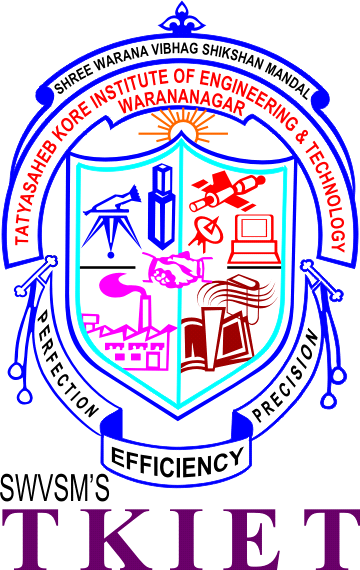 SHREE WARANA VIBHAG SHIKSHAN MANDAL
TATYASAHEB KORE INSTITUTE OF ENGINEERING & TECHNOLOGY
WARANANAGAR
PERFECTION
EFFICIENCY
PRECISION
SWVSM'S
TKIET